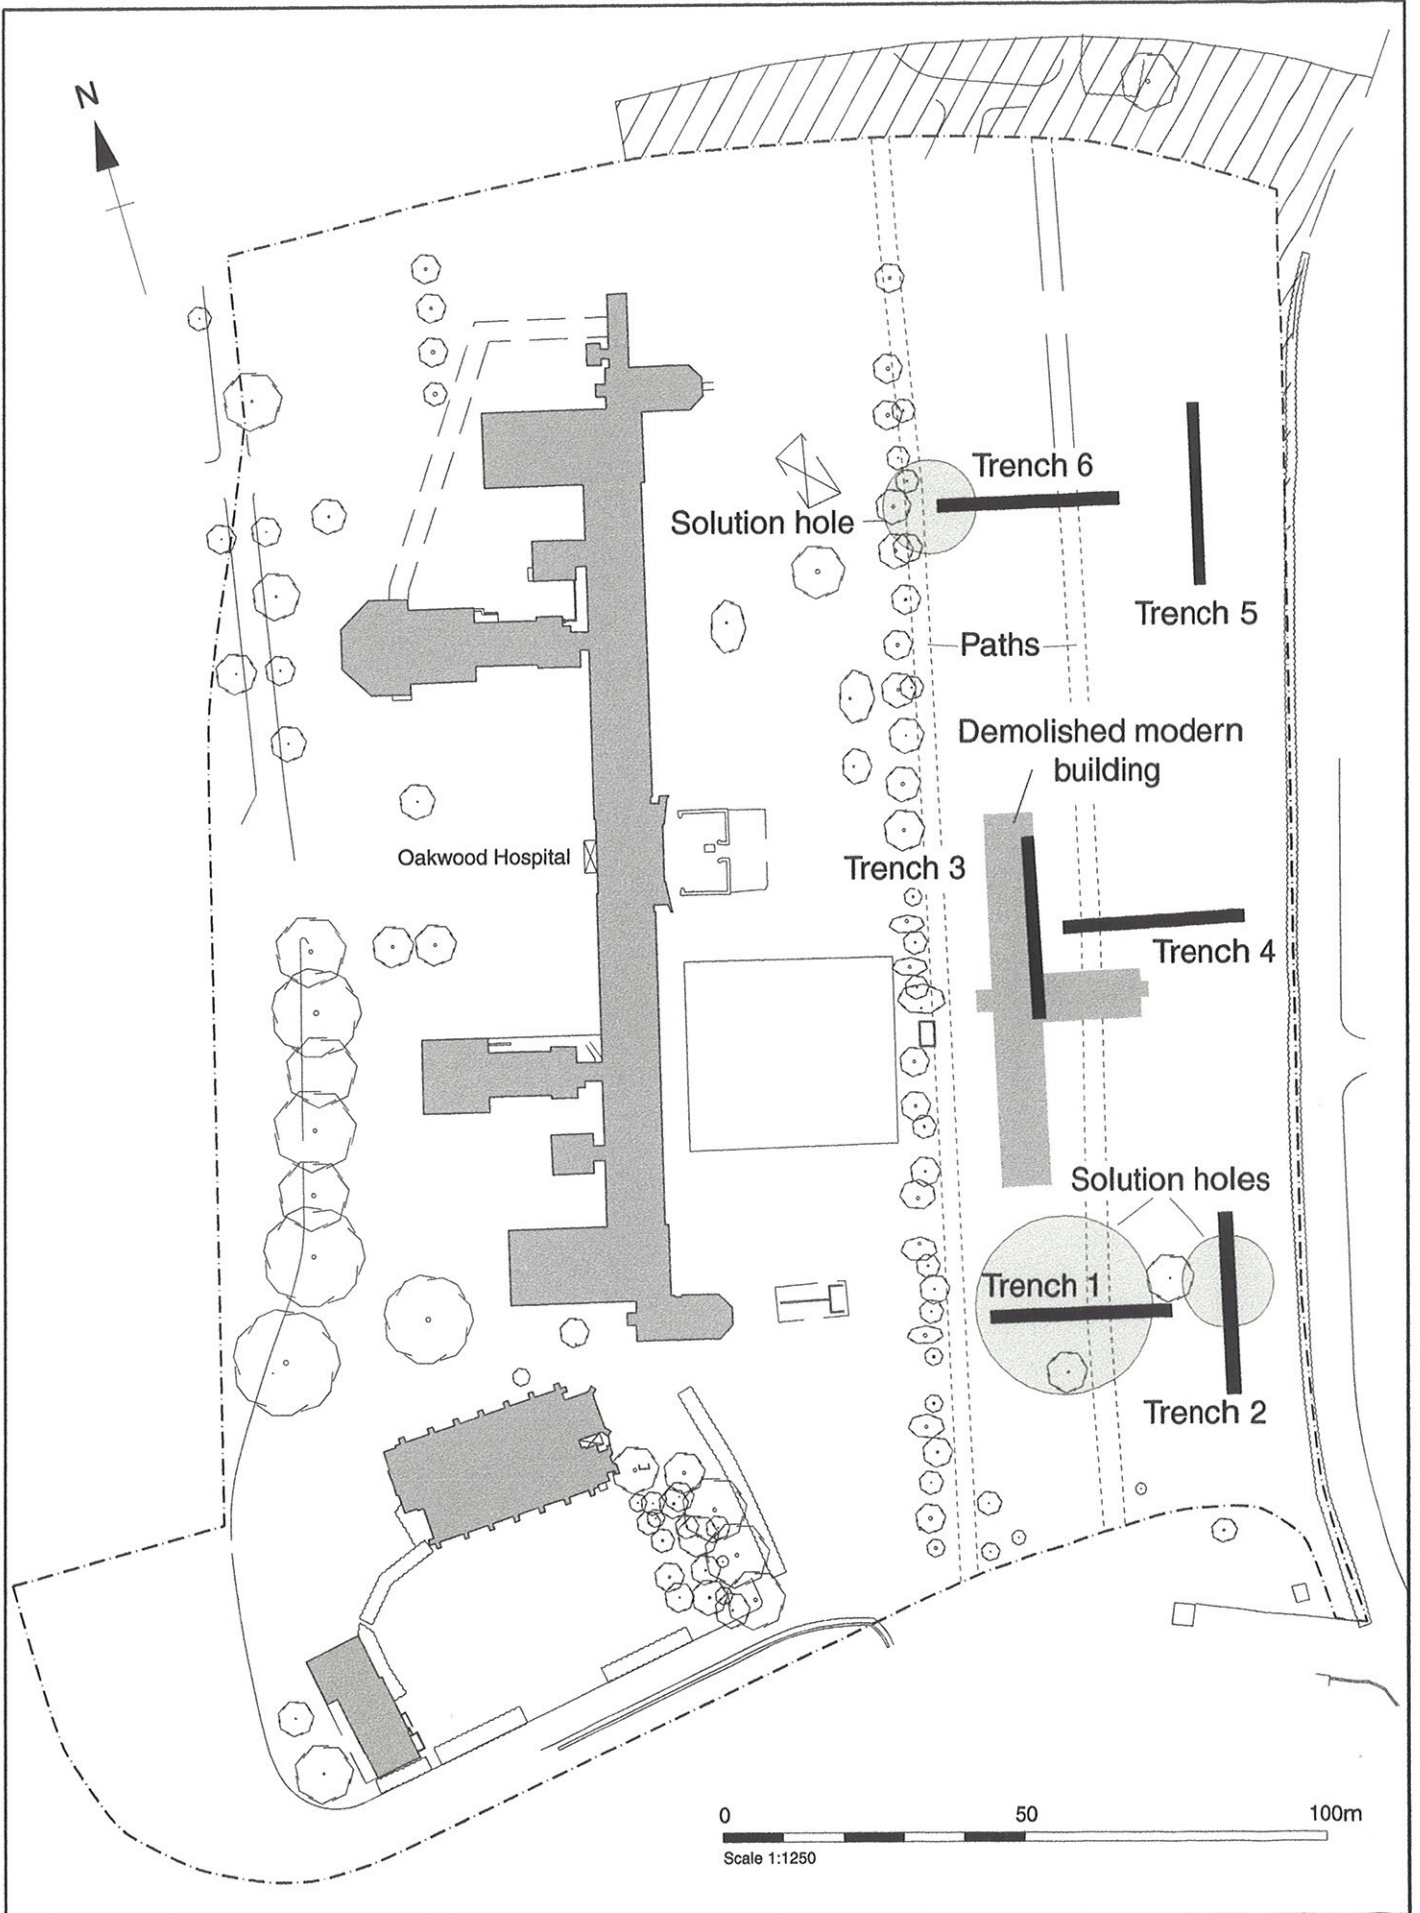 N
Trench 6
Solution hole
Trench 5
Paths
Demolished modern
building
Oakwood Hospital
Trench 3
Trench 4
Solution holes
Trench 1
Trench 2
0 50 100m
Scale 1:1250